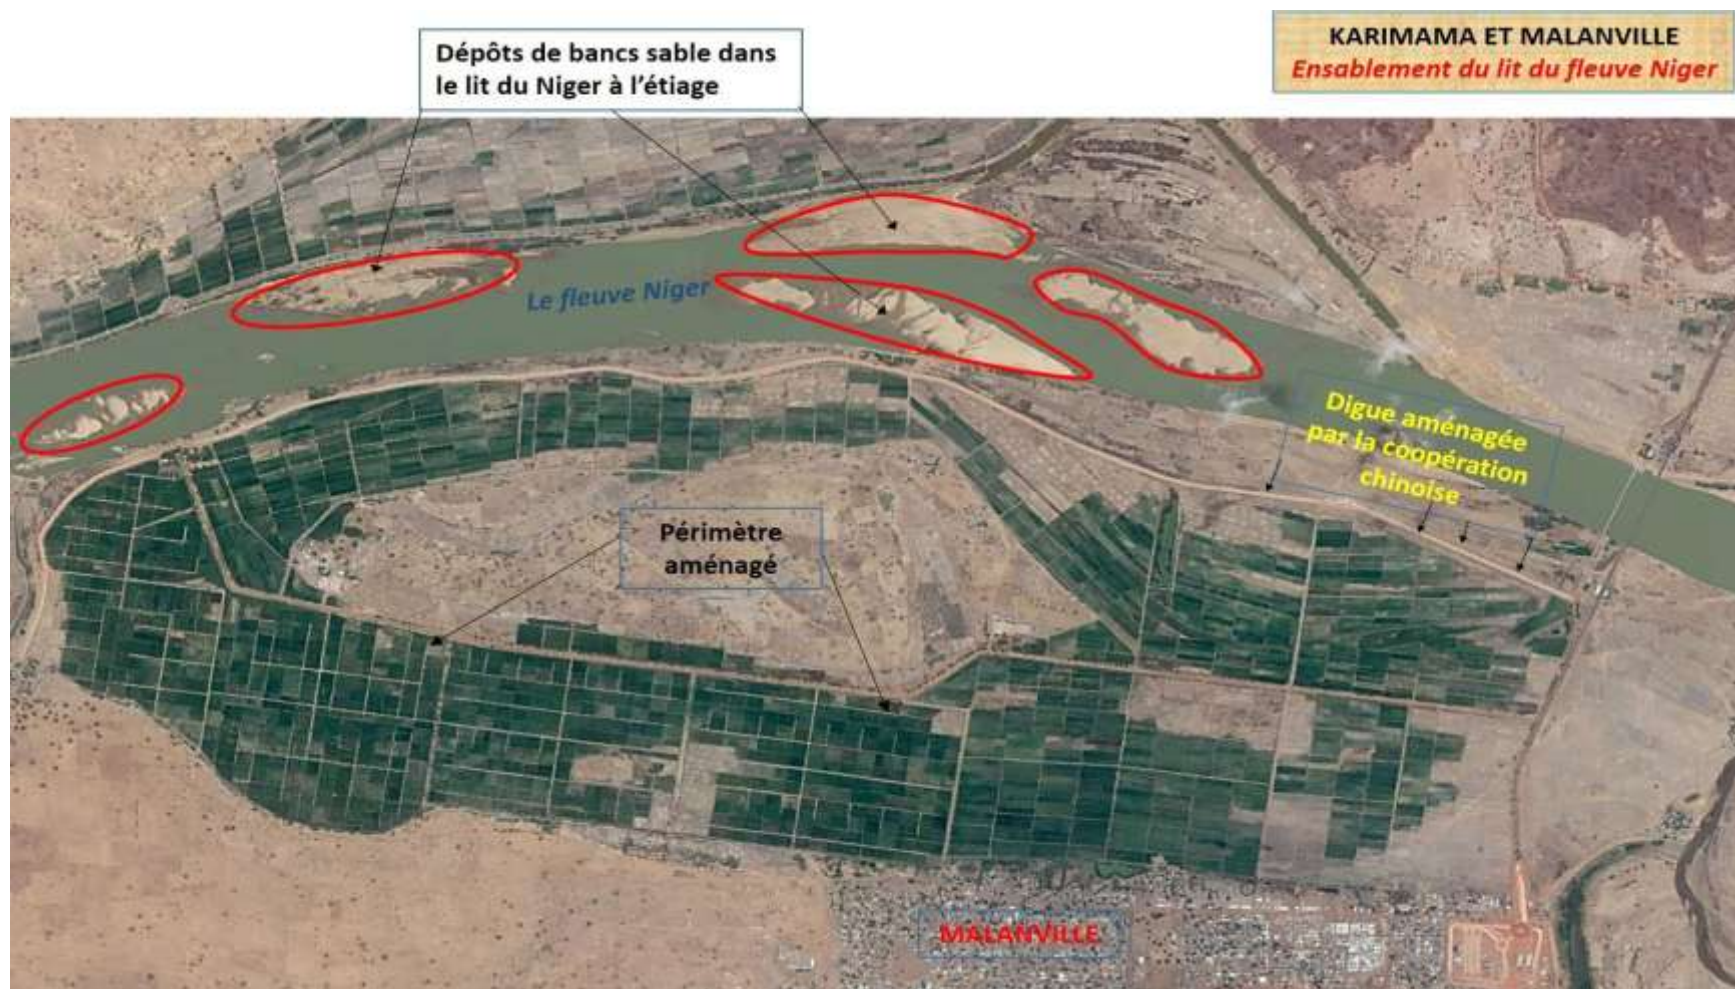 KARIMAMA ET MALANVILLE
Ensablement du lit du fleuve Niger
Dépôts de bancs sable dans
le lit du Niger à l'étiage
Le fleuve Niger
Digue aménagée
par la coopération
chinoise
Périmètre
aménagé
MALANVILLE